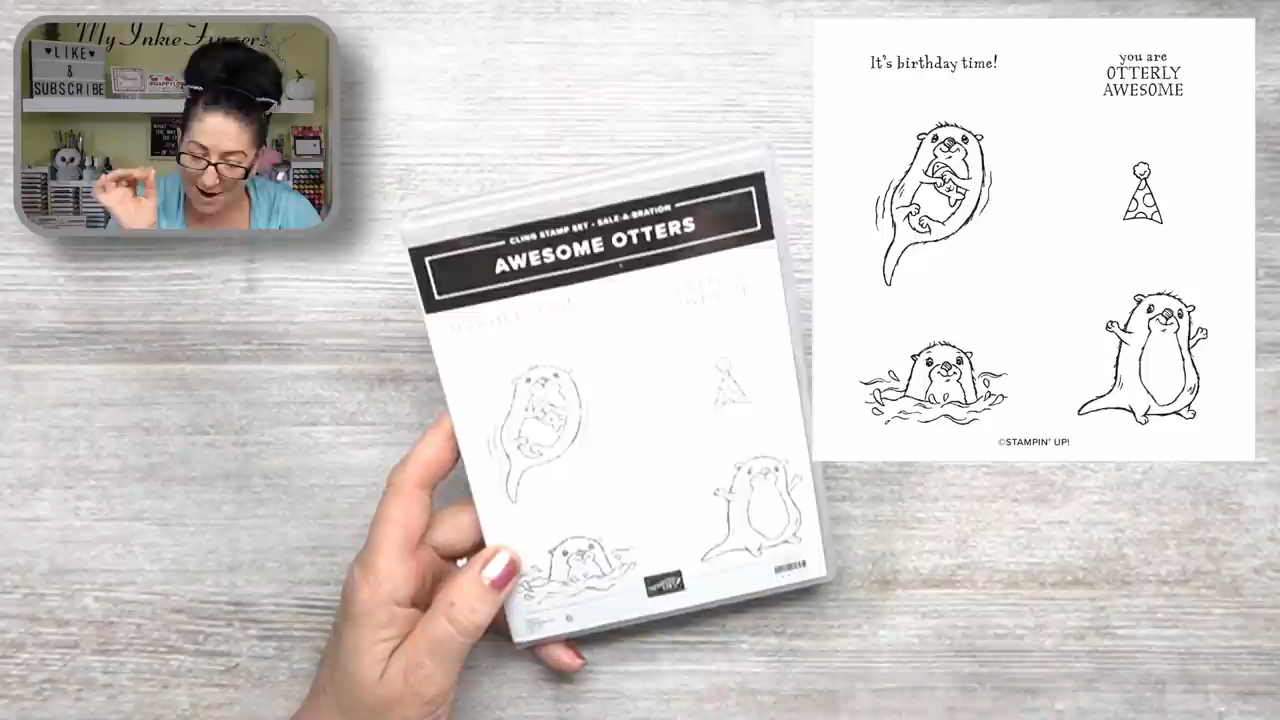 My Inkie Fingers
♥LIKE♥
&
SUBSCRIBE
CLING STAMP SET • SALE-A-BRATION
AWESOME OTTERS
It's birthday time!
you are
OTTERLY
AWESOME
©STAMPIN' UP!